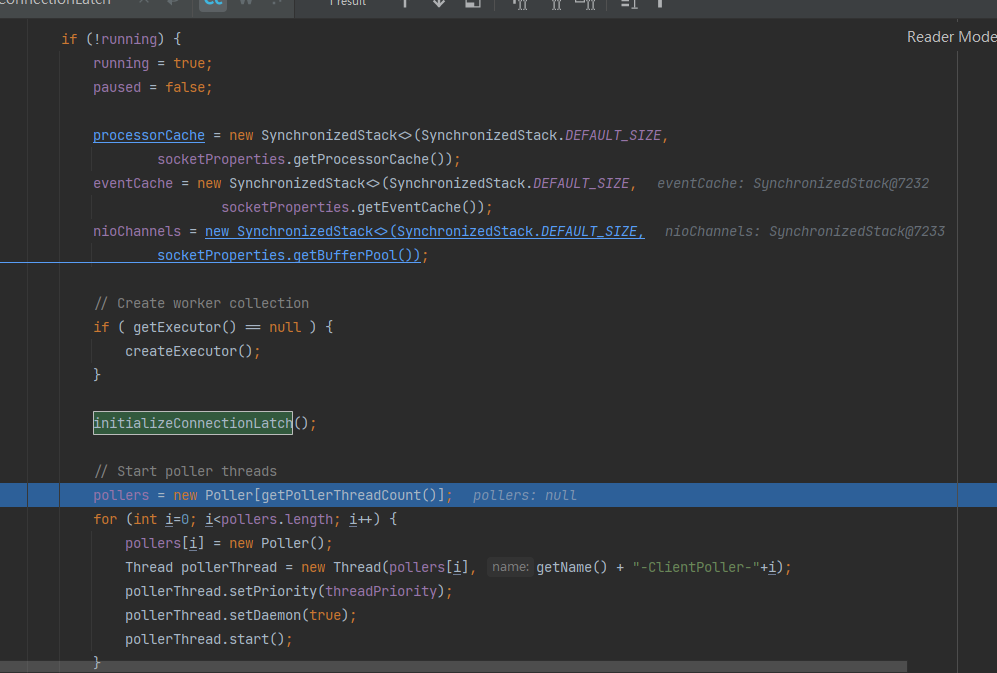 1 result
Reader Mode
if (!running) {
running = true;
paused = false;
processorCache = new SynchronizedStack<>(SynchronizedStack.DEFAULT_SIZE,
socketProperties.getProcessorCache());
eventCache = new SynchronizedStack<>(SynchronizedStack.DEFAULT_SIZE, eventCache: SynchronizedStack@7232
socketProperties.getEventCache());
nioChannels = new SynchronizedStack<>(SynchronizedStack.DEFAULT_SIZE, nioChannels: SynchronizedStack@7233
socketProperties.getBufferPool());
// Create worker collection
if ( getExecutor() == null ) {
createExecutor();
}
initializeConnectionLatch();
// Start poller threads
pollers = new Poller[getPollerThreadCount()]; pollers: null
for (int i=0; i<pollers.length; i++) {
pollers[i] = new Poller();
Thread pollerThread = new Thread(pollers[i], name: getName() + "-ClientPoller-"+i);
pollerThread.setPriority(threadPriority);
pollerThread.setDaemon(true);
pollerThread.start();
}